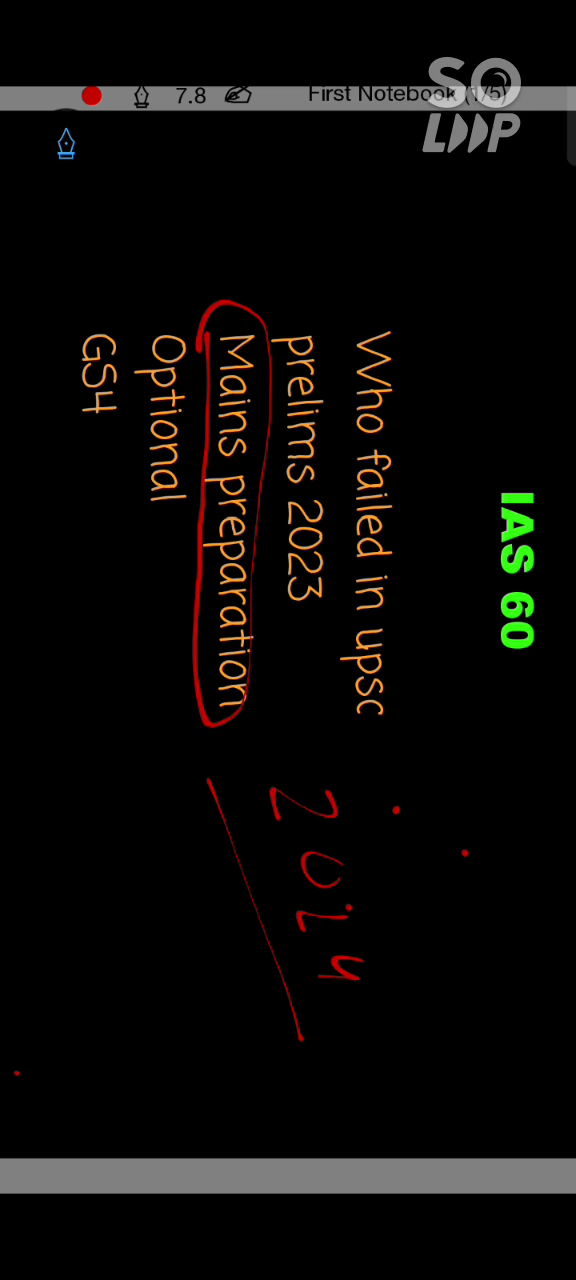 7.8 First Notebook (1/5)
SO
LOOP
IAS 60
Who failed in upsc
prelims 2023
Mains preparation
Optional
GS4
2024